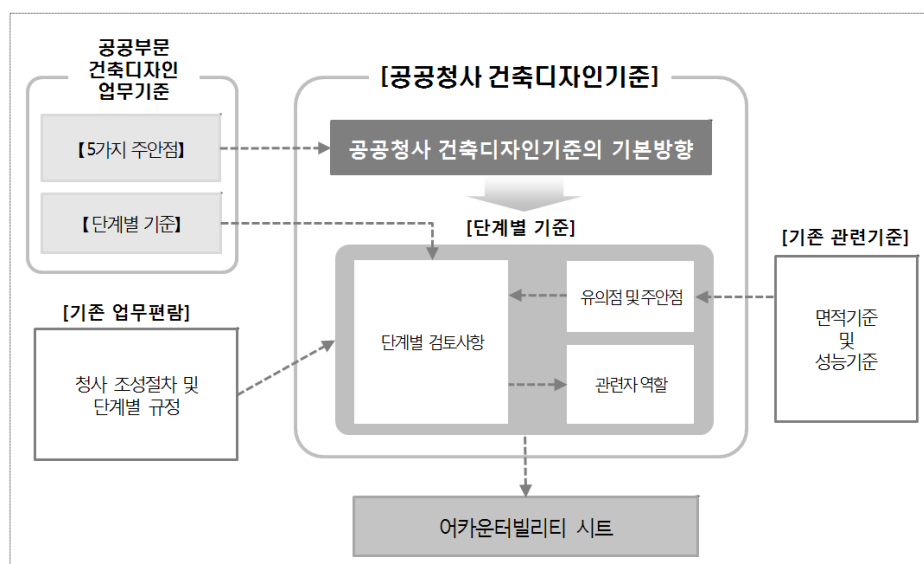 공공부문
건축디자인
업무기준
【5가지 주안점】
【단계별 기준】
[공공청사 건축디자인기준]
공공청사 건축디자인기준의 기본방향
[단계별 기준]
단계별 검토사항
유의점 및 주안점
관련자 역할
[기존 업무편람]
청사 조성절차 및
단계별 규정
[기존 관련기준]
면적기준
및
성능기준
어카운터빌리티 시트